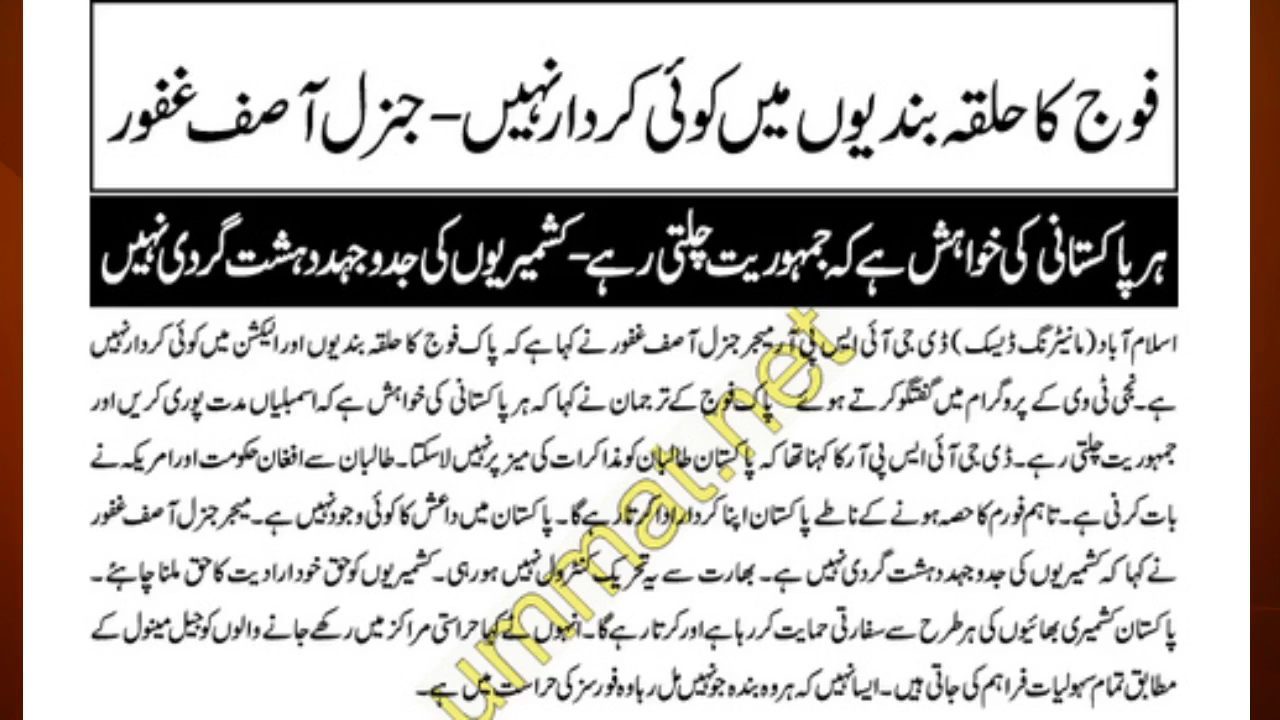 فوج کا حلقہ بندیوں میں کوئی کردار نہیں - جنرل آصف غفور
ہر پاکستانی کی خواہش ہے کہ جمہوریت چلتی رہے - کشمیریوں کی جدوجہد دہشت گردی نہیں
اسلام آباد (مانیٹرنگ ڈیسک) ڈی جی آئی ایس پی آر میجر جنرل آصف غفور نے کہا ہے کہ پاک فوج کا حلقہ بندیوں اور الیکشن میں کوئی کردار نہیں
ہے۔ نجی ٹی وی کے پروگرام میں گفتگو کرتے ہوئے پاک فوج کے ترجمان نے کہا کہ ہر پاکستانی کی خواہش ہے کہ اسمبلیاں مدت پوری کریں اور
جمہوریت چلتی رہے۔ ڈی جی آئی ایس پی آر کا کہنا تھا کہ پاکستان طالبان کو مذاکرات کی میز پر نہیں لاسکتا۔ طالبان سے افغان حکومت اور امریکہ نے
بات کرنی ہے۔ تاہم فورم کا حصہ ہونے کے ناطے پاکستان اپنا کردار ادا کرتا رہے گا۔ پاکستان میں داعش کا کوئی وجود نہیں ہے۔ میجر جنرل آصف غفور
نے کہا کہ کشمیریوں کی جدوجہد دہشت گردی نہیں ہے۔ بھارت سے یہ تحریک کنٹرول نہیں ہورہی۔ کشمیریوں کو حق خود ارادیت کا حق ملنا چاہئے۔
پاکستان کشمیری بھائیوں کی ہر طرح سے سفارتی حمایت کر رہا ہے اور کرتا رہے گا۔ انہوں نے کہا حراستی مراکز میں رکھے جانے والوں کو جیل مینول کے
مطابق تمام سہولیات فراہم کی جاتی ہیں۔ ایسا نہیں کہ ہر وہ بندہ جو نہیں مل رہا وہ فورسز کی حراست میں ہے۔
ummat.net